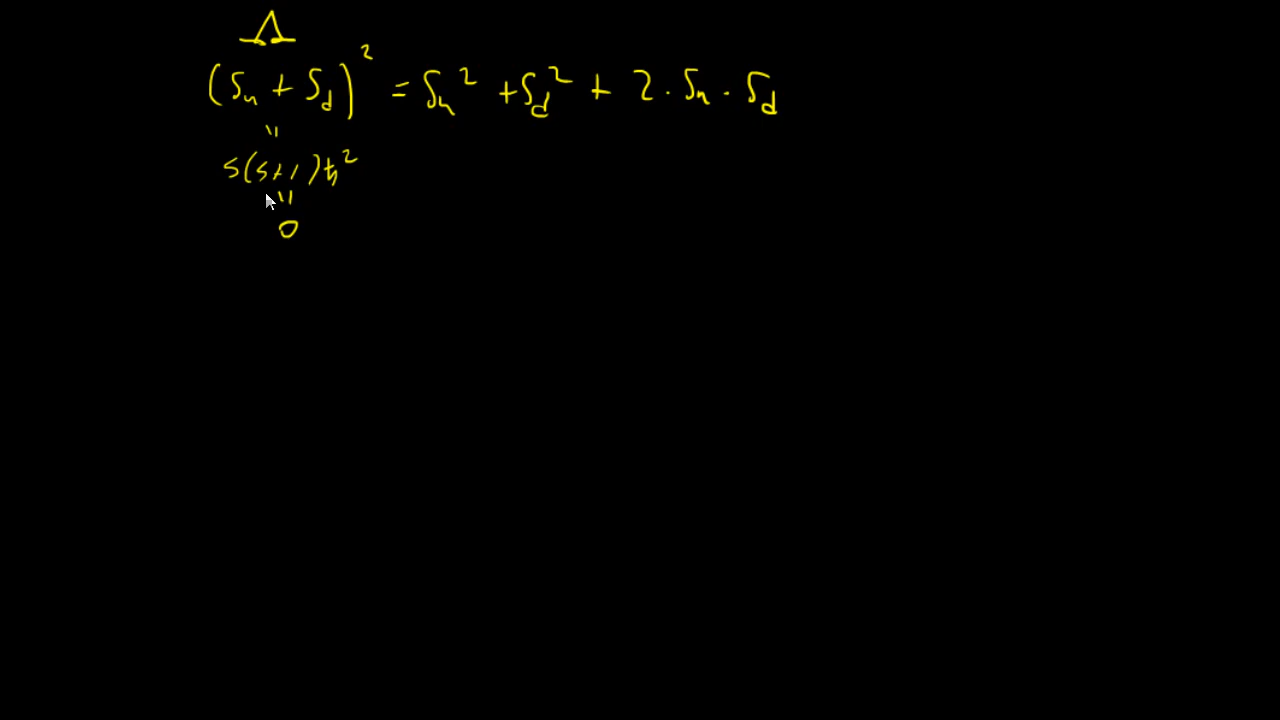 Λ
(S_u + S_d)² = S_u² + S_d² + 2 · S_u · S_d
"
s(s+1)ħ²
"
0